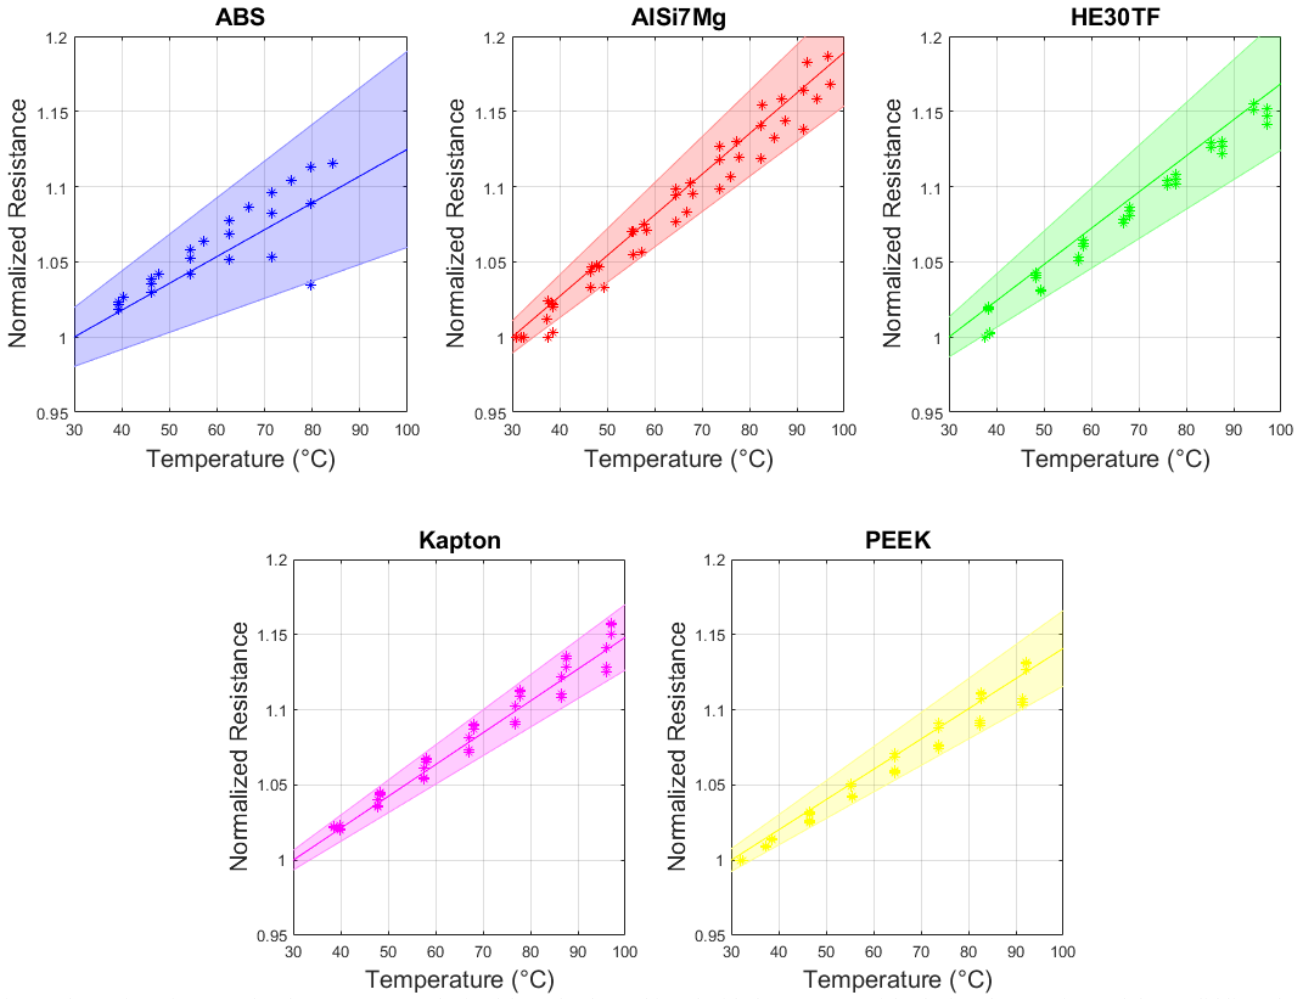 ABS
1.2
1.15
1.1
1.05
1
0.95
Normalized Resistance
30 40 50 60 70 80 90 100
Temperature (°C)
AlSi7Mg
1.2
1.15
1.1
1.05
1
0.95
Normalized Resistance
30 40 50 60 70 80 90 100
Temperature (°C)
HE30TF
1.2
1.15
1.1
1.05
1
0.95
Normalized Resistance
30 40 50 60 70 80 90 100
Temperature (°C)
Kapton
1.2
1.15
1.1
1.05
1
0.95
Normalized Resistance
30 40 50 60 70 80 90 100
Temperature (°C)
PEEK
1.2
1.15
1.1
1.05
1
0.95
Normalized Resistance
30 40 50 60 70 80 90 100
Temperature (°C)